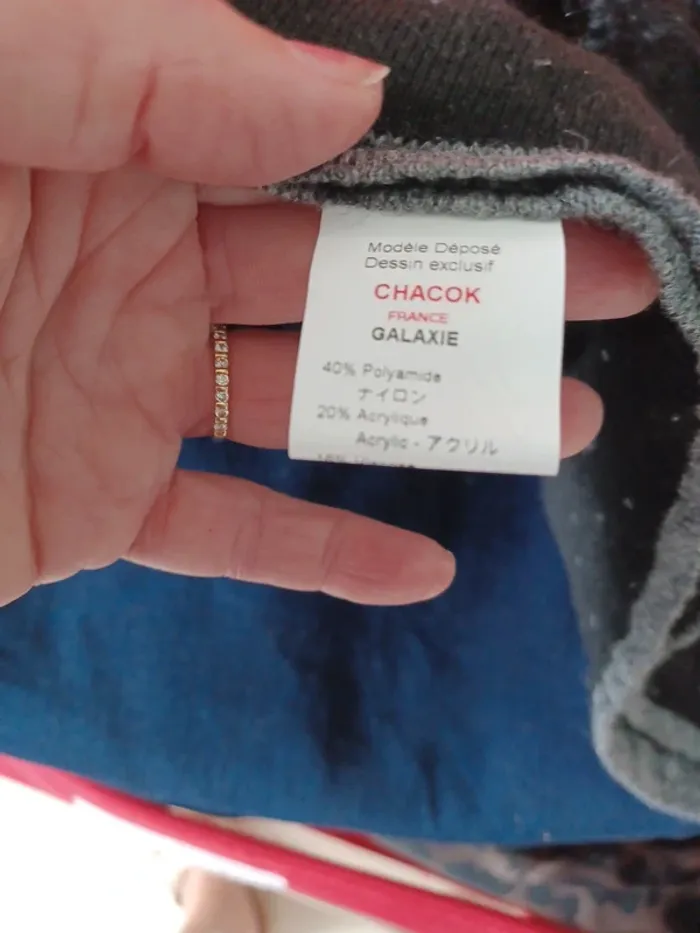 Modèle Déposé
Dessin exclusif
CHACOK
FRANCE
GALAXIE
40% Polyamide
ナイロン
20% Acrylique
Acrylic - アクリル